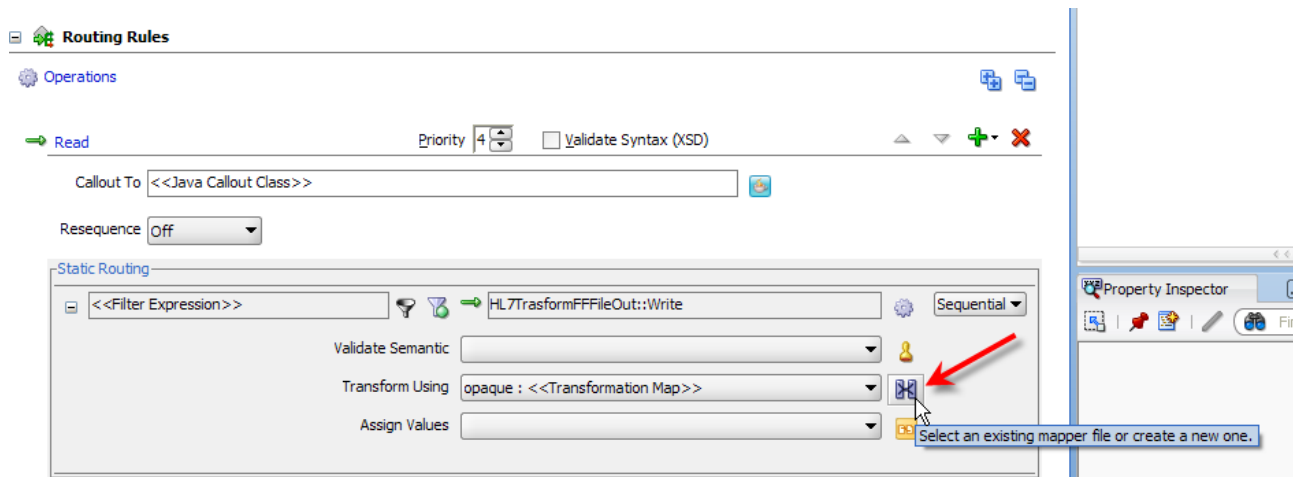 Routing Rules
Operations
Read Priority 4 Validate Syntax (XSD)
Callout To <<Java Callout Class>>
Resequence Off
Static Routing
<<Filter Expression>> HL7TrasformFFFileOut::Write Sequential
Property Inspector
Validate Semantic
Transform Using opaque : <<Transformation Map>>
Assign Values
Select an existing mapper file or create a new one.